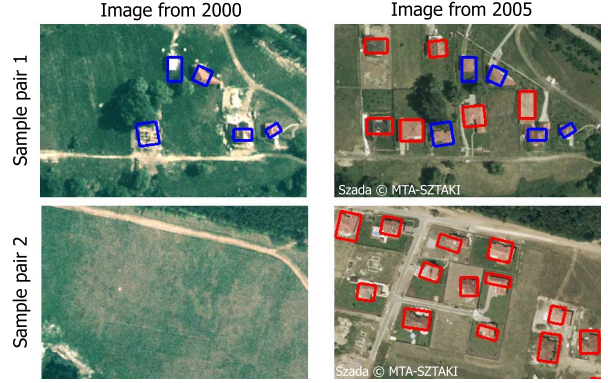 Image from 2000
Image from 2005
Sample pair 1
Szada © MTA-SZTAKI
Sample pair 2
Szada © MTA-SZTAKI